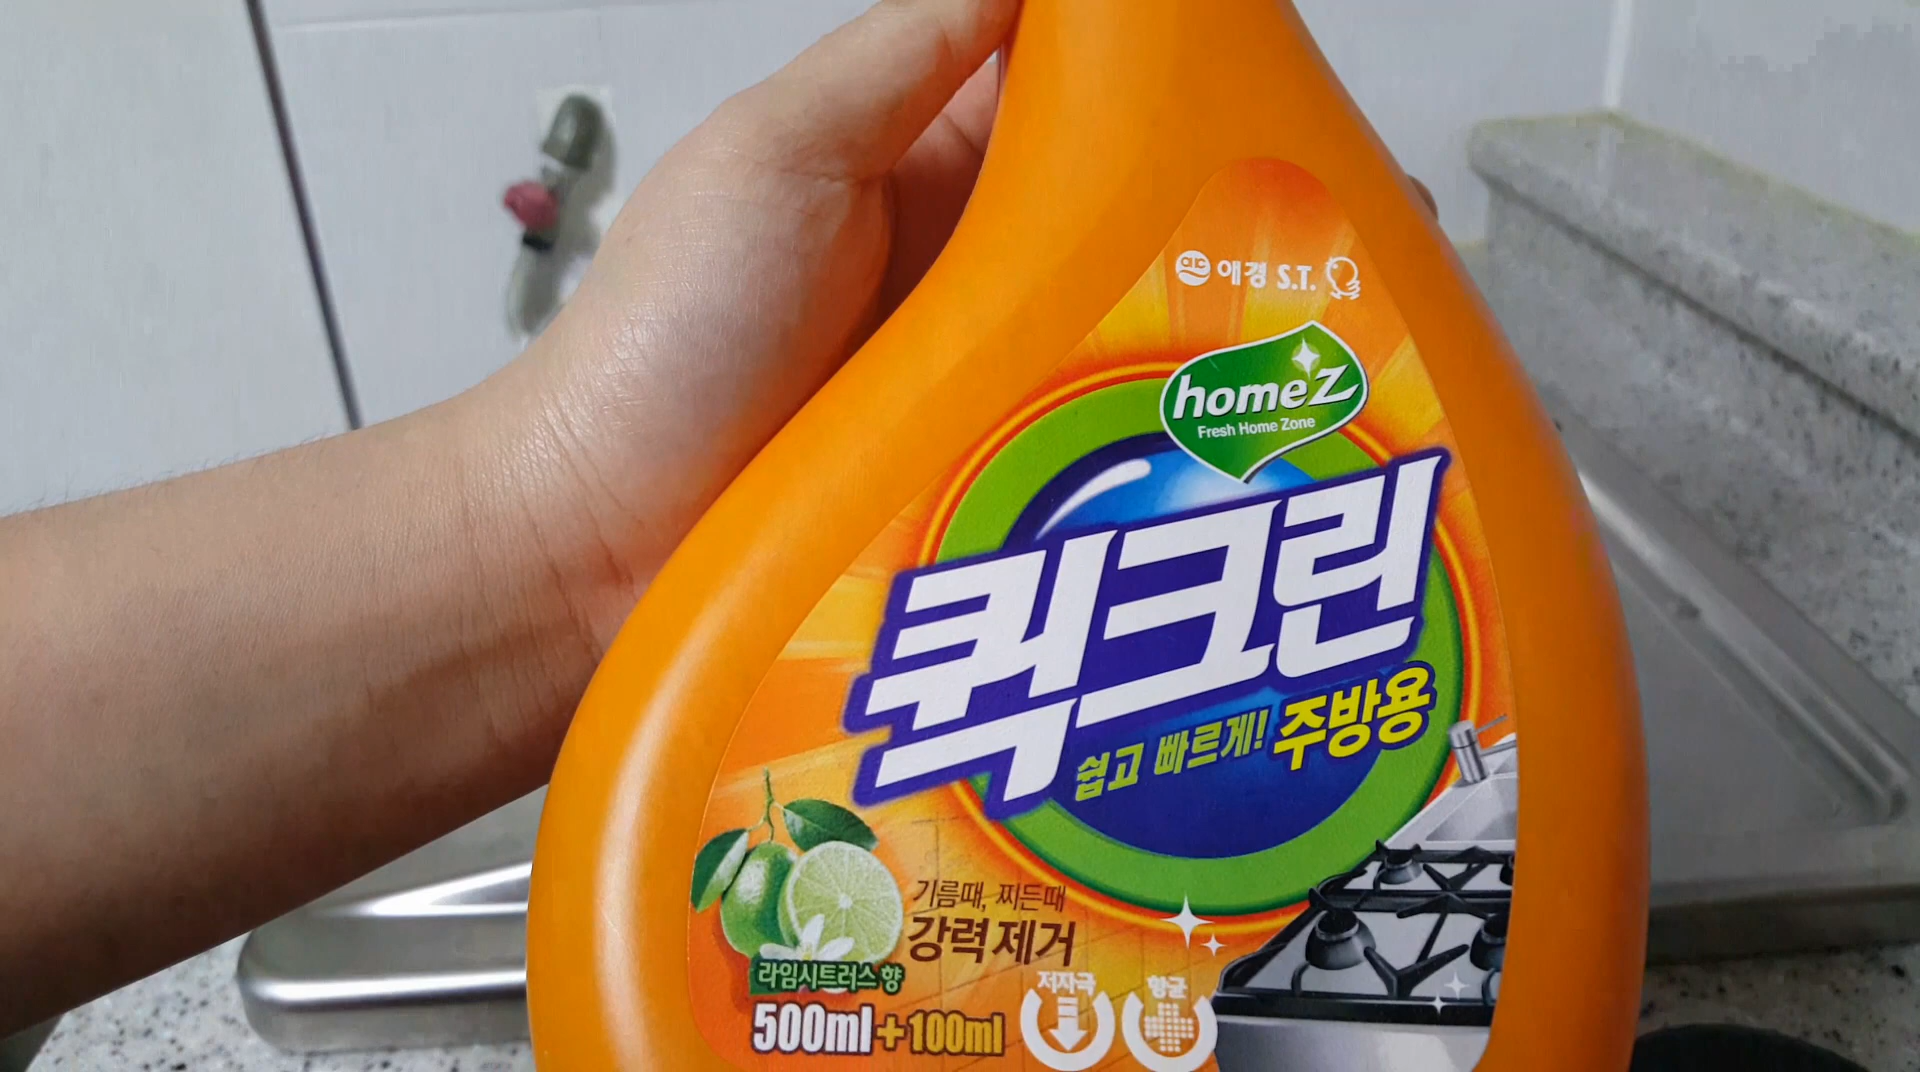 애경 S.T.
homeZ
Fresh Home Zone
퀵크린
쉽고 빠르게! 주방용
기름때, 찌든때
강력제거
라임시트러스 향
500ml+100ml
저자극
항균